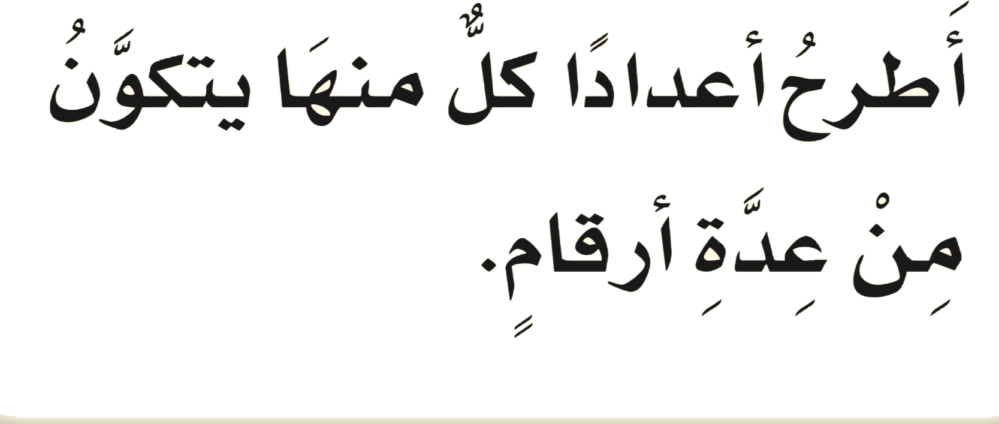 أَطرحُ أعدادًا كلٌّ منهَا يتكوَّنُ
مِنْ عِدَّةِ أرقامٍ.